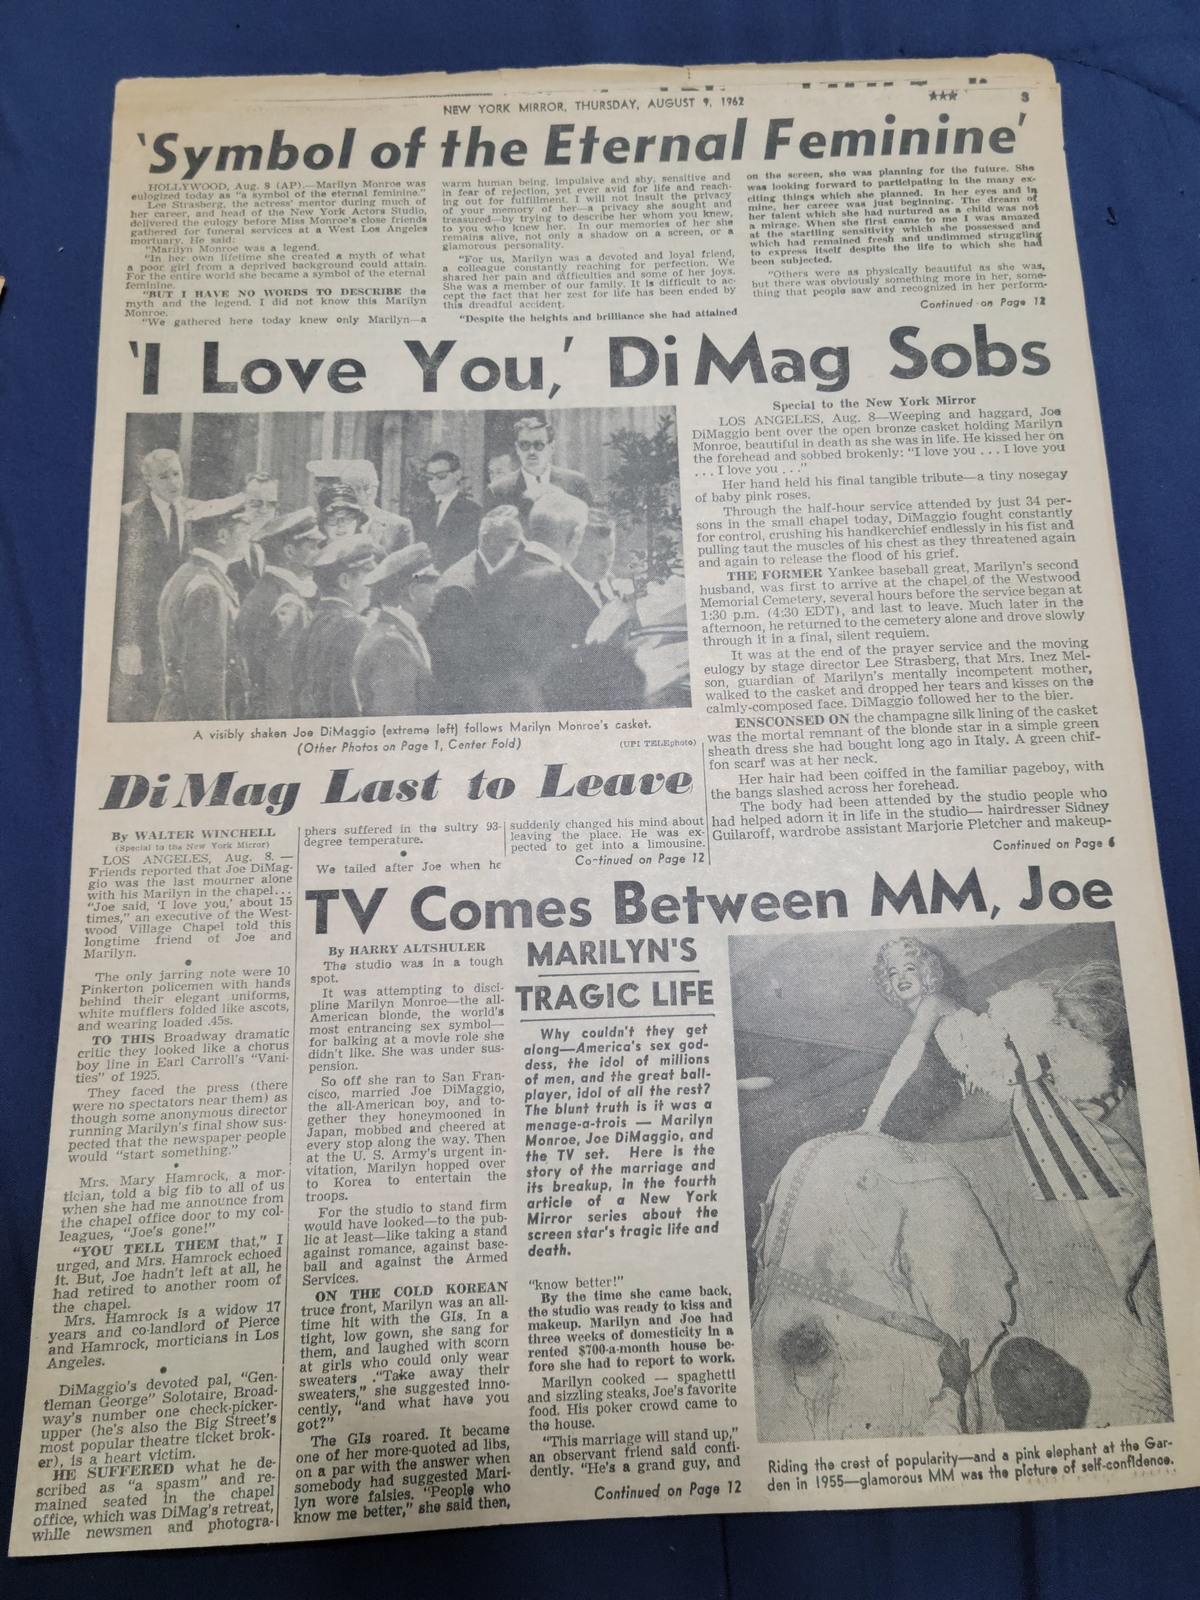 NEW YORK MIRROR, THURSDAY, AUGUST 9, 1962
★★★
3
'Symbol of the Eternal Feminine'
HOLLYWOOD, Aug. 8 (AP).—Marilyn Monroe was
eulogized today as "a symbol of the eternal feminine."
Lee Strasberg, the actress' mentor during much of
her career, and head of the New York Actors Studio,
delivered the eulogy before Miss Monroe's close friends
gathered for funeral services at a West Los Angeles
mortuary. He said:
"Marilyn Monroe was a legend.
"In her own lifetime she created a myth of what
a poor girl from a deprived background could attain.
For the entire world she became a symbol of the eternal
feminine.
"BUT I HAVE NO WORDS TO DESCRIBE the
myth and the legend. I did not know this Marilyn
Monroe.
"We gathered here today knew only Marilyn—a
warm human being, impulsive and shy, sensitive and
in fear of rejection, yet ever avid for life and reach-
ing out for fulfillment. I will not insult the privacy
of your memory of her—a privacy she sought and
treasured—by trying to describe her whom you knew,
to you who knew her. In our memories of her she
remains alive, not only a shadow on a screen, or a
glamorous personality.
"For us, Marilyn was a devoted and loyal friend,
a colleague constantly reaching for perfection. We
shared her pain and difficulties and some of her joys.
She was a member of our family. It is difficult to ac-
cept the fact that her zest for life has been ended by
this dreadful accident.
"Despite the heights and brilliance she had attained
on the screen, she was planning for the future. She
was looking forward to participating in the many ex-
citing things which she planned. In her eyes and in
mine, her career was just beginning. The dream of
her talent which she had nurtured as a child was not
a mirage. When she first came to me I was amazed
at the startling sensitivity which she possessed and
which had remained fresh and undimmed struggling
to express itself despite the life to which she had
been subjected.
"Others were as physically beautiful as she was,
but there was obviously something more in her, some-
thing that people saw and recognized in her perform-
Continued on Page 12
'I Love You,' DiMag Sobs
Special to the New York Mirror
LOS ANGELES, Aug. 8—Weeping and haggard, Joe
DiMaggio bent over the open bronze casket holding Marilyn
Monroe, beautiful in death as she was in life. He kissed her on
the forehead and sobbed brokenly: "I love you . . . I love you
. . . I love you . . ."
Her hand held his final tangible tribute—a tiny nosegay
of baby pink roses.
Through the half-hour service attended by just 34 per-
sons in the small chapel today, DiMaggio fought constantly
for control, crushing his handkerchief endlessly in his fist and
pulling taut the muscles of his chest as they threatened again
and again to release the flood of his grief.
THE FORMER Yankee baseball great, Marilyn's second
husband, was first to arrive at the chapel of the Westwood
Memorial Cemetery, several hours before the service began at
1:30 p.m. (4:30 EDT), and last to leave. Much later in the
afternoon, he returned to the cemetery alone and drove slowly
through it in a final, silent requiem.
It was at the end of the prayer service and the moving
eulogy by stage director Lee Strasberg, that Mrs. Inez Mel-
son, guardian of Marilyn's mentally incompetent mother,
walked to the casket and dropped her tears and kisses on the
calmly-composed face. DiMaggio followed her to the bier.
ENSCONSED ON the champagne silk lining of the casket
was the mortal remnant of the blonde star in a simple green
sheath dress she had bought long ago in Italy. A green chif-
fon scarf was at her neck.
Her hair had been coiffed in the familiar pageboy, with
the bangs slashed across her forehead.
The body had been attended by the studio people who
had helped adorn it in life in the studio— hairdresser Sidney
Guilaroff, wardrobe assistant Marjorie Pletcher and makeup-
Continued on Page 6
A visibly shaken Joe DiMaggio (extreme left) follows Marilyn Monroe's casket.
(Other Photos on Page 1, Center Fold)
(UPI TELEphoto)
DiMag Last to Leave
By WALTER WINCHELL
(Special to the New York Mirror)
LOS ANGELES, Aug. 8. —
Friends reported that Joe DiMag-
gio was the last mourner alone
with his Marilyn in the chapel...
"Joe said, 'I love you,' about 15
times," an executive of the West-
wood Village Chapel told this
longtime friend of Joe and
Marilyn.
The only jarring note were 10
Pinkerton policemen with hands
behind their elegant uniforms,
white mufflers folded like ascots,
and wearing loaded .45s.
TO THIS Broadway dramatic
critic they looked like a chorus
boy line in Earl Carroll's "Vani-
ties" of 1925.
They faced the press (there
were no spectators near them) as
though some anonymous director
running Marilyn's final show sus-
pected that the newspaper people
would "start something."
Mrs. Mary Hamrock, a mor-
tician, told a big fib to all of us
when she had me announce from
the chapel office door to my col-
leagues, "Joe's gone!"
"YOU TELL THEM that," I
urged, and Mrs. Hamrock echoed
it. But, Joe hadn't left at all, he
had retired to another room of
the chapel.
Mrs. Hamrock is a widow 17
years and co-landlord of Pierce
and Hamrock, morticians in Los
Angeles.
DiMaggio's devoted pal, "Gen-
tleman George" Solotaire, Broad-
way's number one check-picker-
upper (he's also the Big Street's
most popular theatre ticket brok-
er), is a heart victim.
HE SUFFERED what he de-
scribed as "a spasm" and re-
mained seated in the chapel
office, which was DiMag's retreat,
while newsmen and photogra-
phers suffered in the sultry 93-
degree temperature.
We tailed after Joe when he
suddenly changed his mind about
leaving the place. He was ex-
pected to get into a limousine.
Continued on Page 12
TV Comes Between MM, Joe
By HARRY ALTSHULER
The studio was in a tough
spot.
It was attempting to disci-
pline Marilyn Monroe—the all-
American blonde, the world's
most entrancing sex symbol—
for balking at a movie role she
didn't like. She was under sus-
pension.
So off she ran to San Fran-
cisco, married Joe DiMaggio,
the all-American boy, and to-
gether they honeymooned in
Japan, mobbed and cheered at
every stop along the way. Then
at the U. S. Army's urgent in-
vitation, Marilyn hopped over
to Korea to entertain the
troops.
For the studio to stand firm
would have looked—to the pub-
lic at least—like taking a stand
against romance, against base-
ball and against the Armed
Services.
ON THE COLD KOREAN
truce front, Marilyn was an all-
time hit with the GIs. In a
tight, low gown, she sang for
them, and laughed with scorn
at girls who could only wear
sweaters ."Take away their
sweaters," she suggested inno-
cently, "and what have you
got?"
The GIs roared. It became
one of her more-quoted ad libs,
on a par with the answer when
somebody had suggested Mari-
lyn wore falsies. "People who
know me better," she said then,
MARILYN'S
TRAGIC LIFE
Why couldn't they get
along—America's sex god-
dess, the idol of millions
of men, and the great ball-
player, idol of all the rest?
The blunt truth is it was a
menage-a-trois — Marilyn
Monroe, Joe DiMaggio, and
the TV set. Here is the
story of the marriage and
its breakup, in the fourth
article of a New York
Mirror series about the
screen star's tragic life and
death.
"know better!"
By the time she came back,
the studio was ready to kiss and
makeup. Marilyn and Joe had
three weeks of domesticity in a
rented $700-a-month house be-
fore she had to report to work.
Marilyn cooked — spaghetti
and sizzling steaks, Joe's favorite
food. His poker crowd came to
the house.
"This marriage will stand up,"
an observant friend said confi-
dently. "He's a grand guy, and
Continued on Page 12
Riding the crest of popularity—and a pink elephant at the Gar-
den in 1955—glamorous MM was the picture of self-confidence.